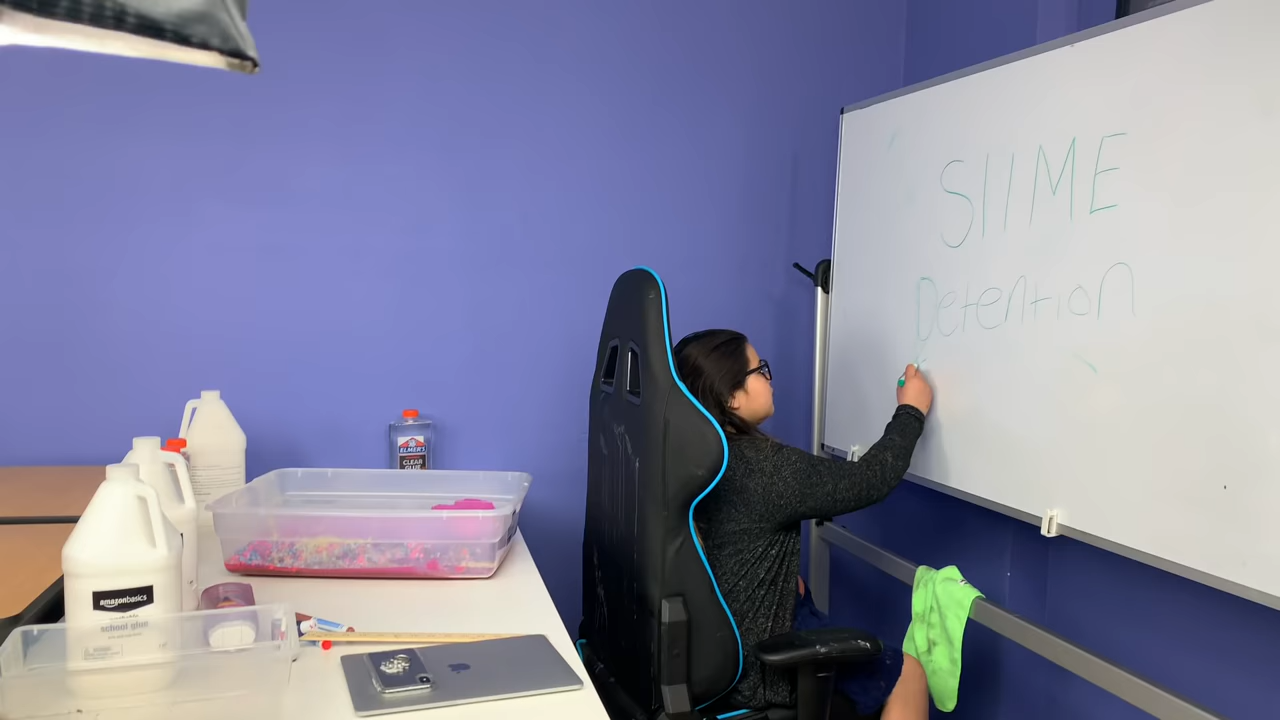 SlIME
Detention
ELMER'S
CLEAR
GLUE
amazonbasics
school glue